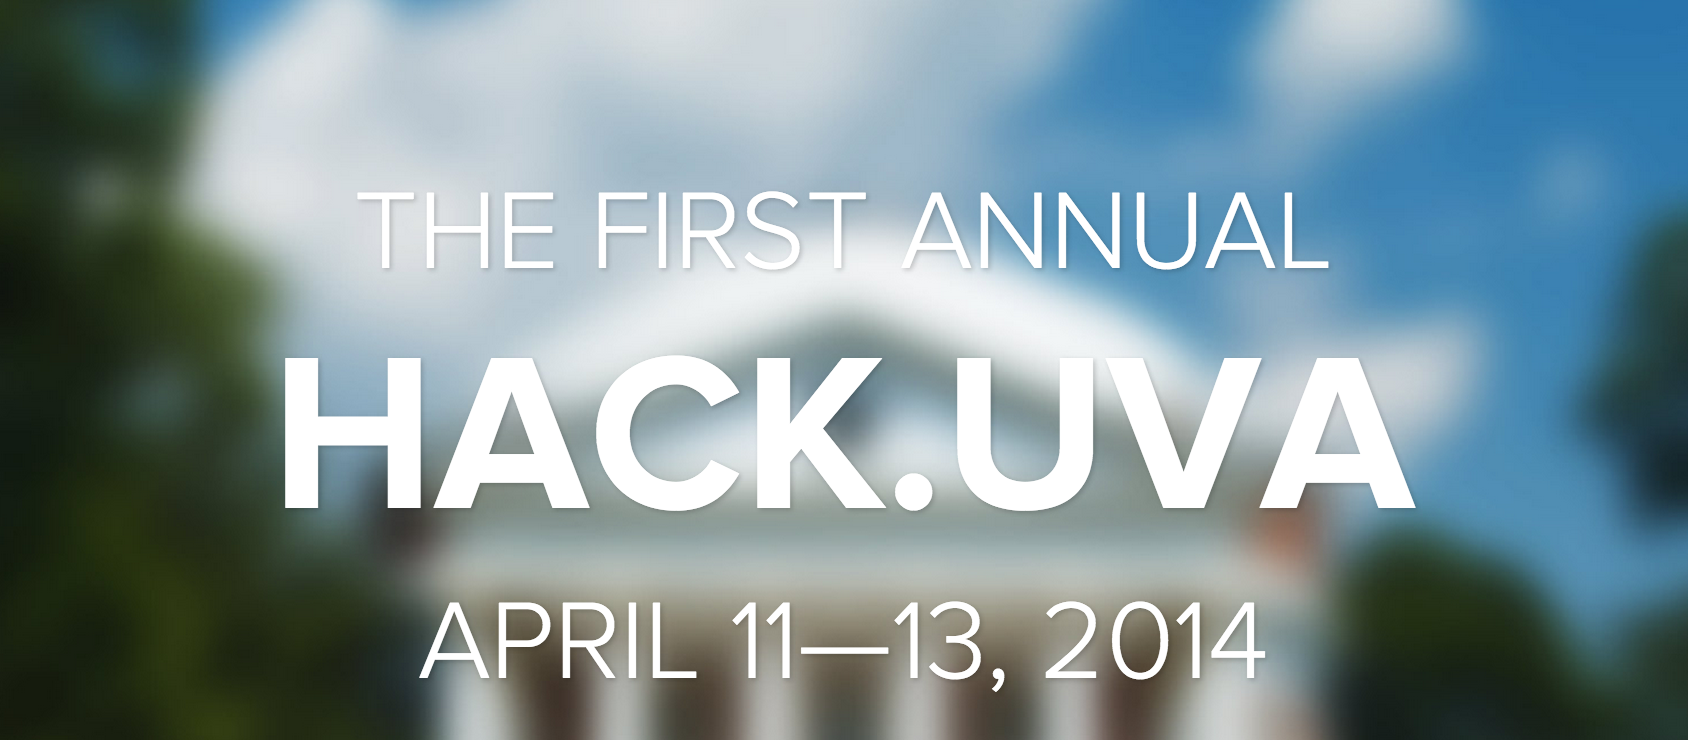 THE FIRST ANNUAL
HACK.UVA
APRIL 11—13, 2014